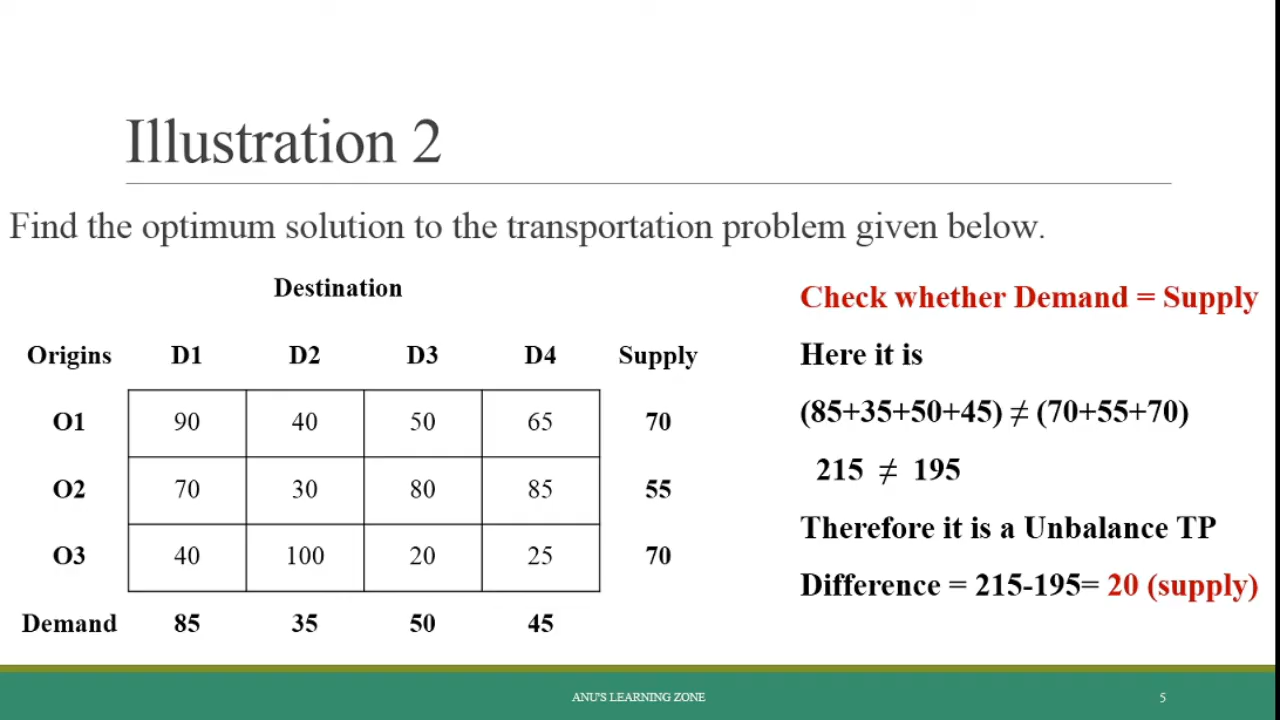 Illustration 2
Find the optimum solution to the transportation problem given below.
Destination
Origins D1 D2 D3 D4 Supply
O1 90 40 50 65 70
O2 70 30 80 85 55
O3 40 100 20 25 70
Demand 85 35 50 45
Check whether Demand = Supply
Here it is
(85+35+50+45) ≠ (70+55+70)
215 ≠ 195
Therefore it is a Unbalance TP
Difference = 215-195= 20 (supply)
ANU'S LEARNING ZONE
5